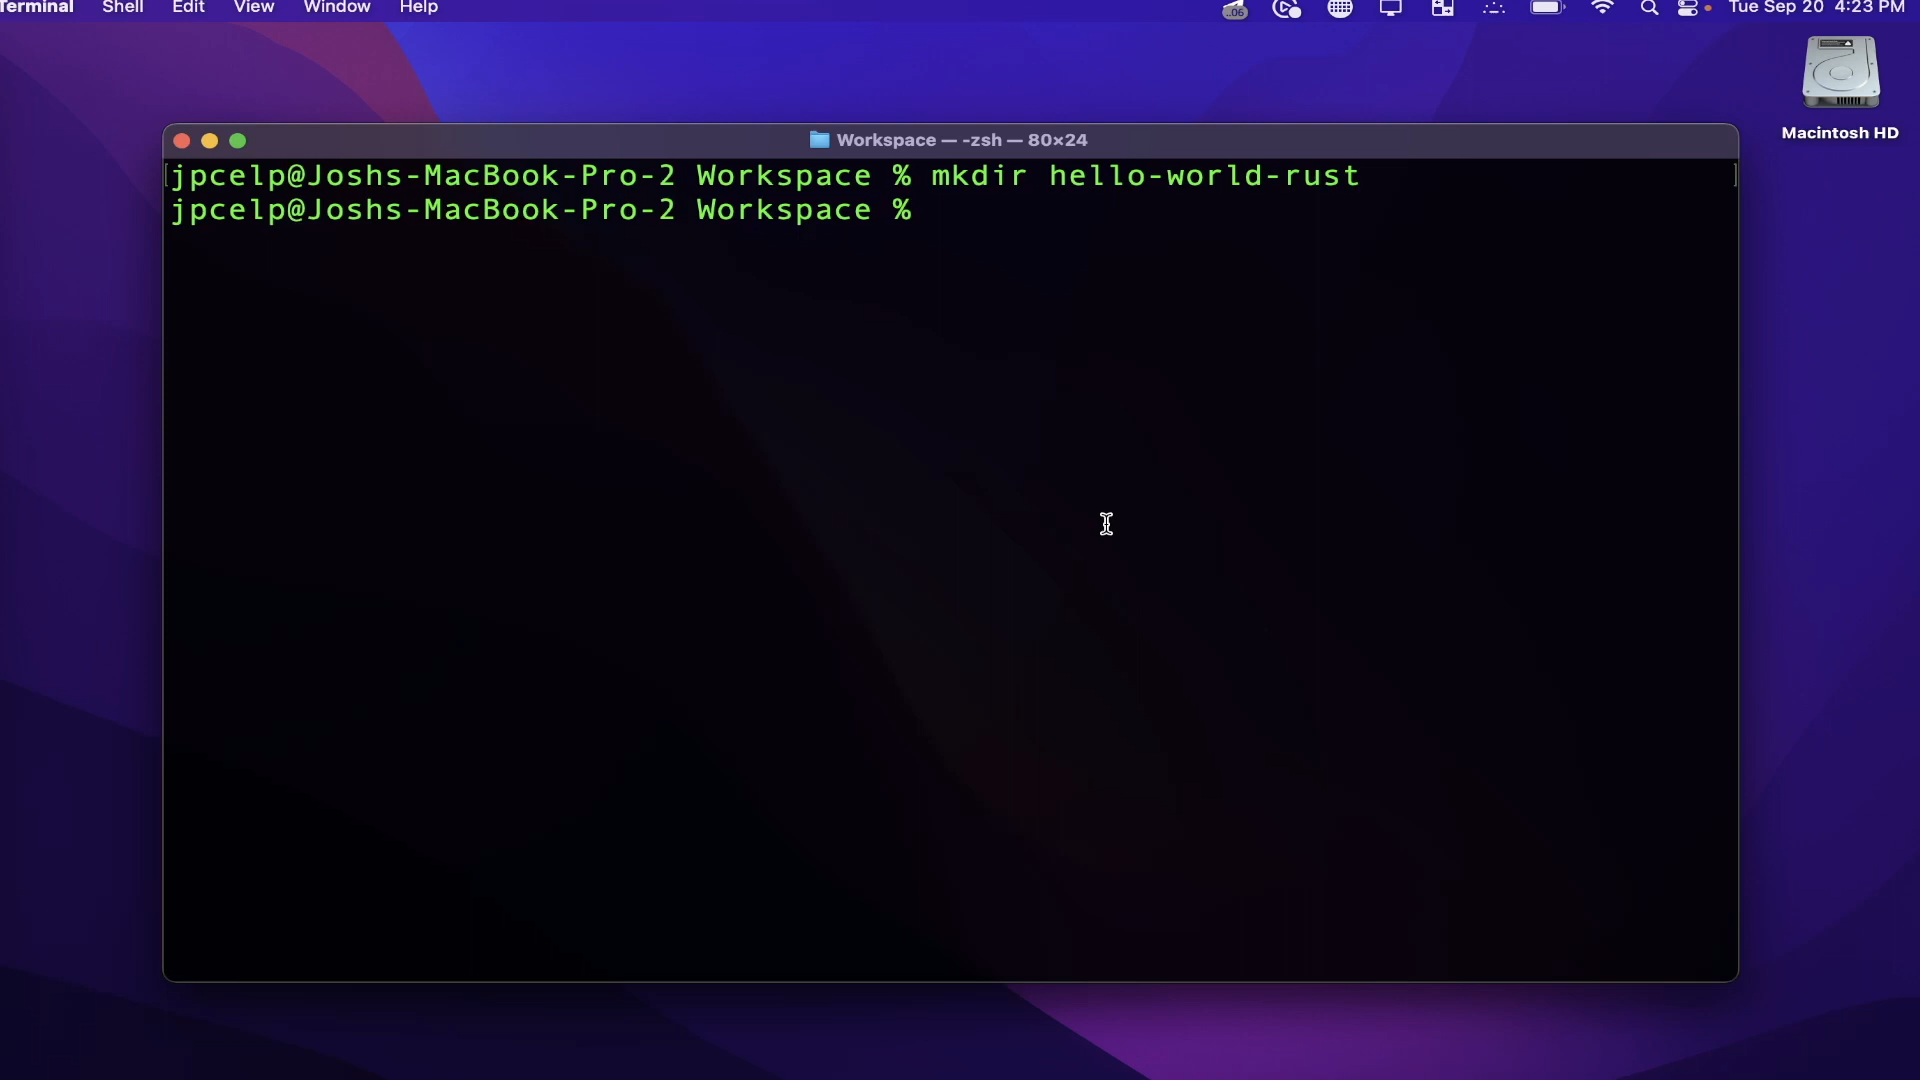 Terminal Shell Edit View Window Help ..06 Tue Sep 20 4:23 PM
Macintosh HD
Workspace — -zsh — 80×24
[jpcelp@Joshs-MacBook-Pro-2 Workspace % mkdir hello-world-rust ]
jpcelp@Joshs-MacBook-Pro-2 Workspace %